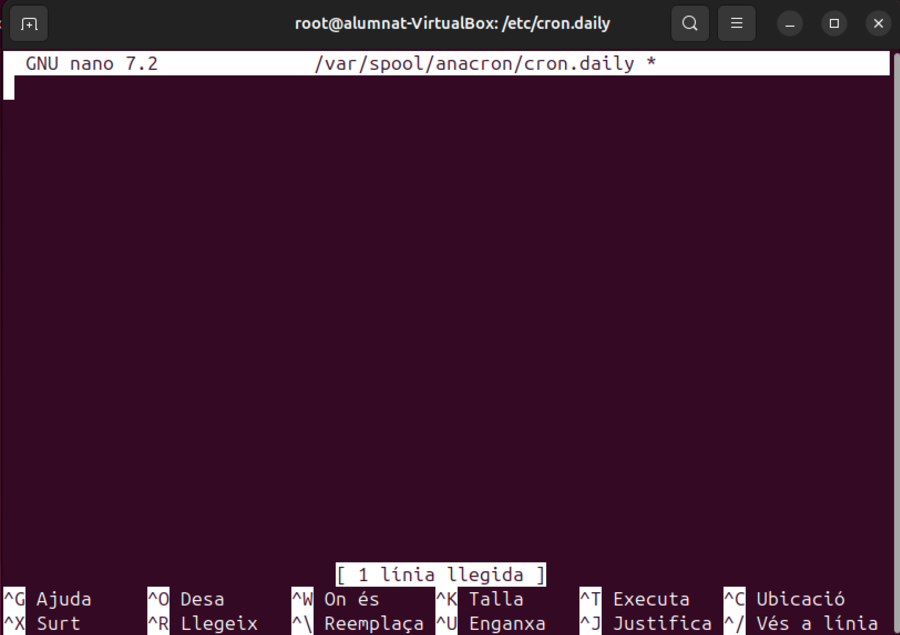 root@alumnat-VirtualBox: /etc/cron.daily
GNU nano 7.2 /var/spool/anacron/cron.daily *
[ 1 línia llegida ]
^G Ajuda ^O Desa ^W On és ^K Talla ^T Executa ^C Ubicació
^X Surt ^R Llegeix ^\ Reemplaça ^U Enganxa ^J Justifica ^/ Vés a línia